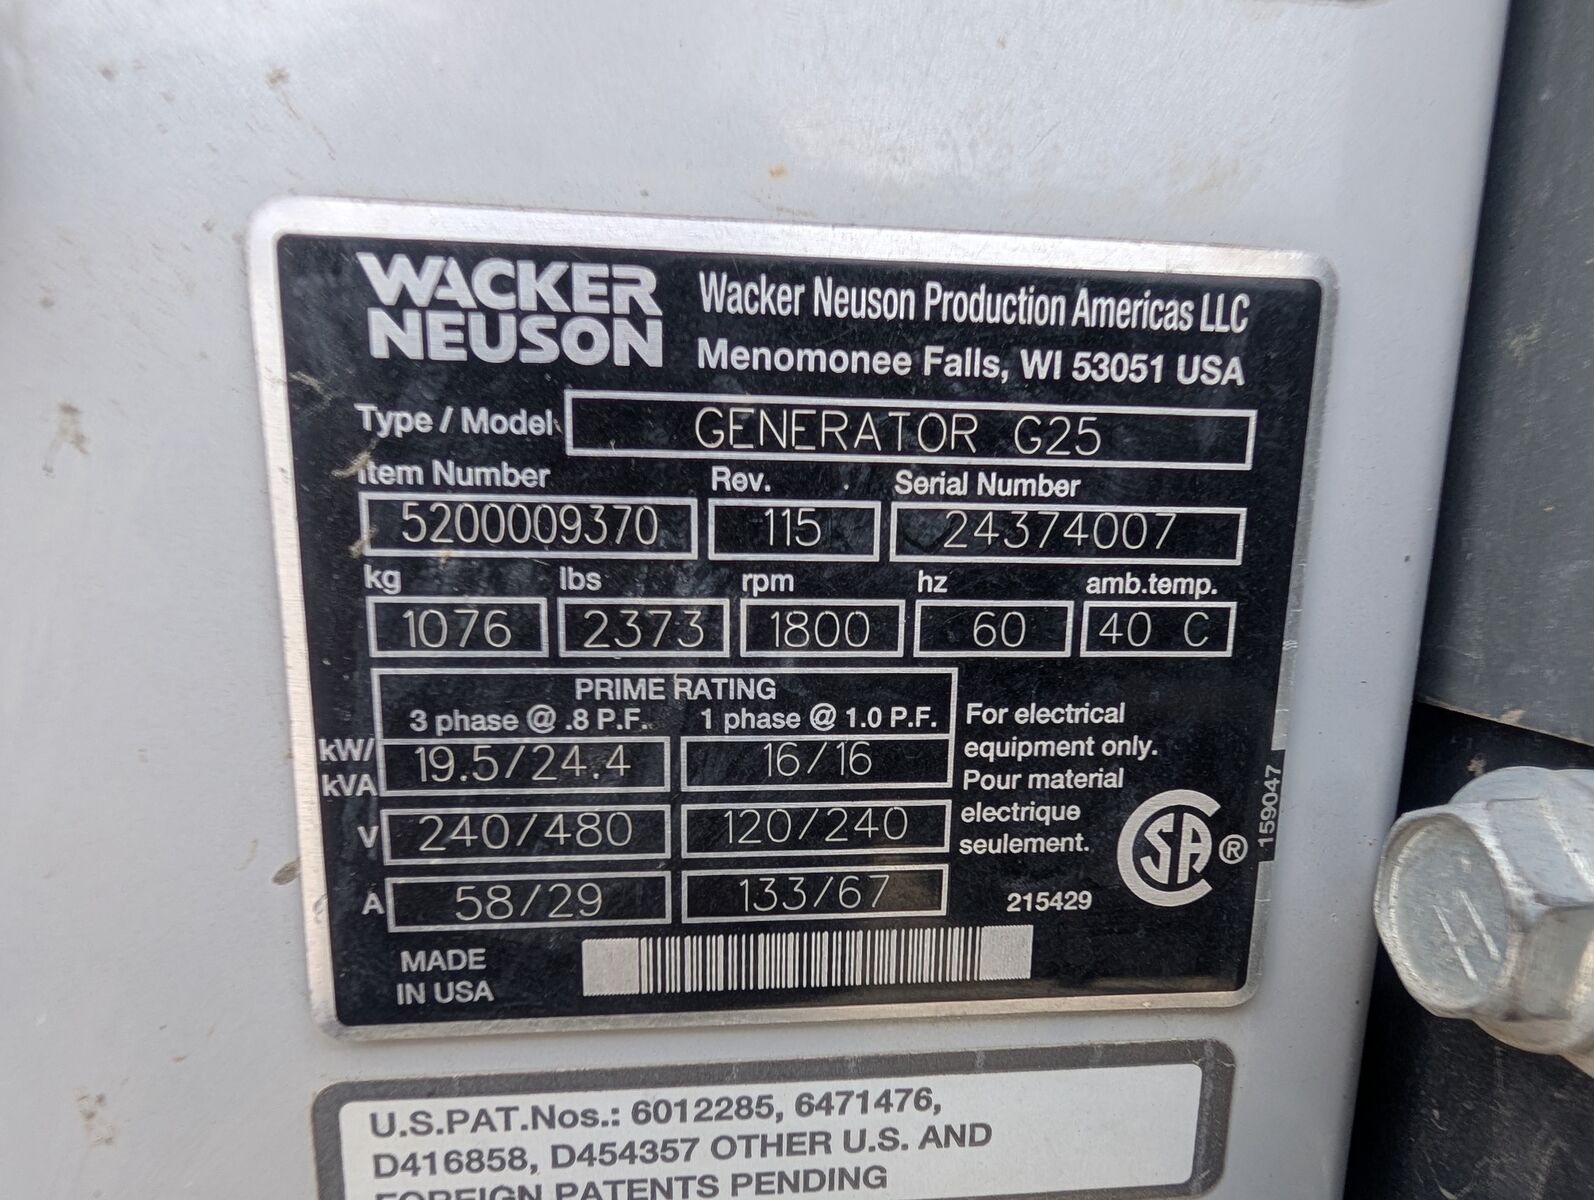 WACKER
NEUSON
Wacker Neuson Production Americas LLC
Menomonee Falls, WI 53051 USA
Type / Model GENERATOR G25
Item Number Rev. Serial Number
5200009370 115 24374007
kg lbs rpm hz amb.temp.
1076 2373 1800 60 40 C
PRIME RATING
3 phase @ .8 P.F. 1 phase @ 1.0 P.F.
kW/
kVA 19.5/24.4 16/16
V 240/480 120/240
A 58/29 133/67
For electrical
equipment only.
Pour material
electrique
seulement.
SA ®
215429
159047
MADE
IN USA
U.S.PAT.Nos.: 6012285, 6471476,
D416858, D454357 OTHER U.S. AND
FOREIGN PATENTS PENDING